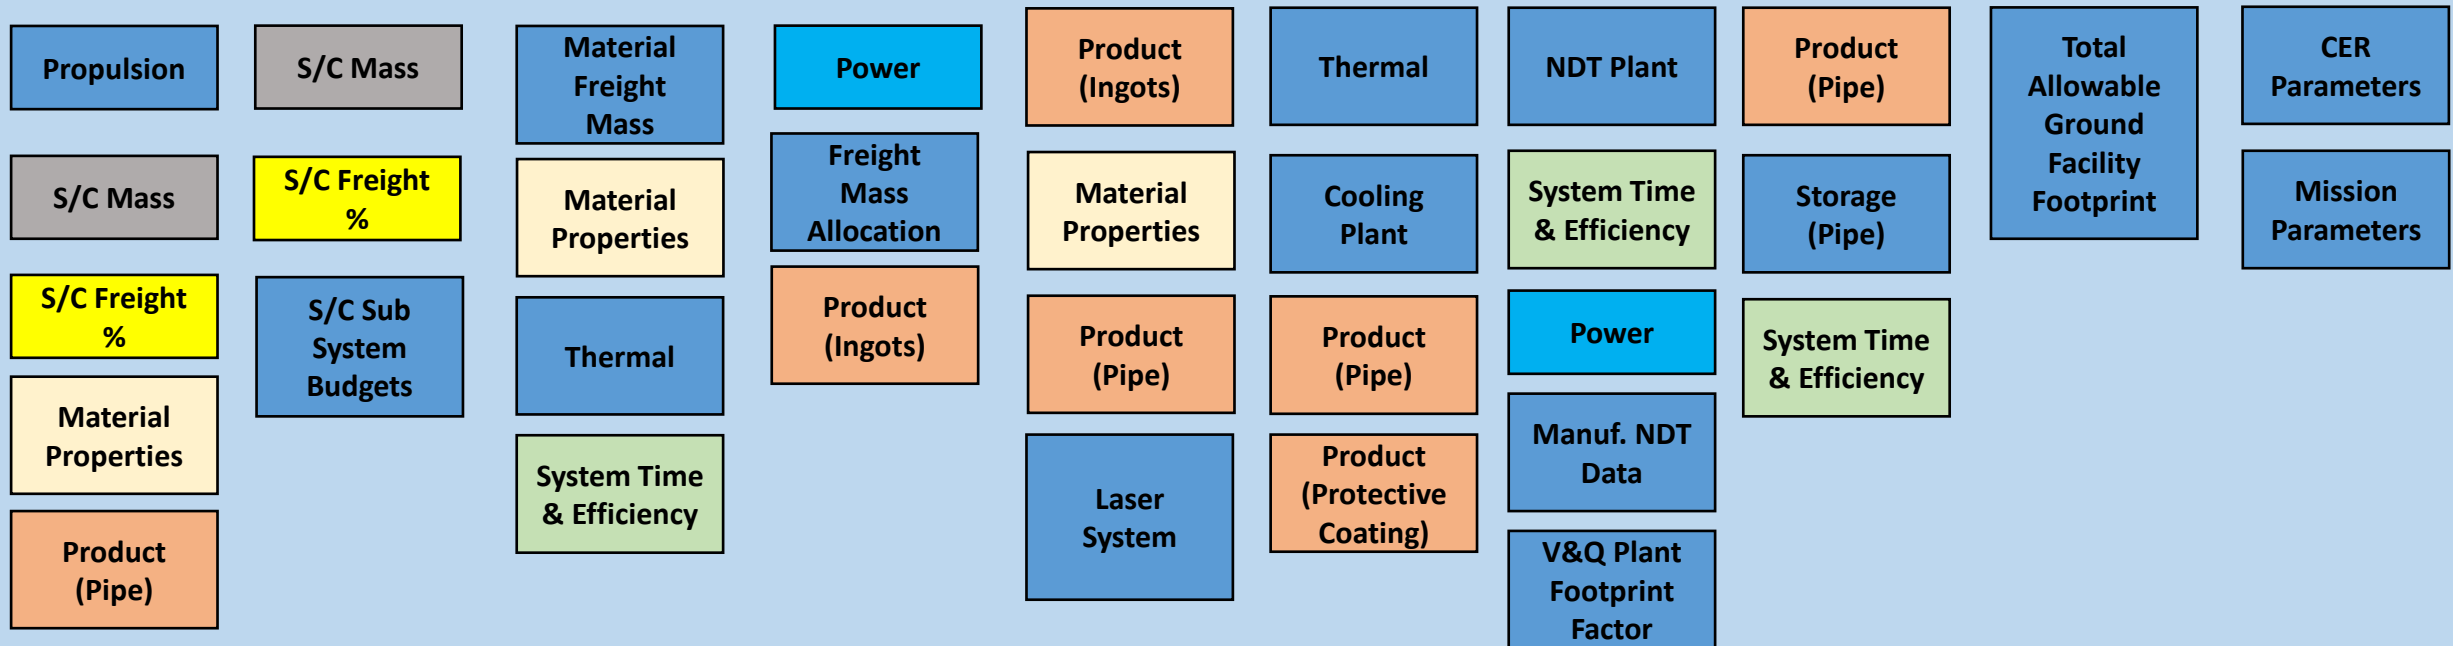 Propulsion
S/C Mass
S/C Freight
%
Material
Properties
Product
(Pipe)
S/C Mass
S/C Freight
%
S/C Sub
System
Budgets
Material
Freight
Mass
Material
Properties
Thermal
System Time
& Efficiency
Power
Freight
Mass
Allocation
Product
(Ingots)
Product
(Ingots)
Material
Properties
Product
(Pipe)
Laser
System
Thermal
Cooling
Plant
Product
(Pipe)
Product
(Protective
Coating)
NDT Plant
System Time
& Efficiency
Power
Manuf. NDT
Data
V&Q Plant
Footprint
Factor
Product
(Pipe)
Storage
(Pipe)
System Time
& Efficiency
Total
Allowable
Ground
Facility
Footprint
CER
Parameters
Mission
Parameters